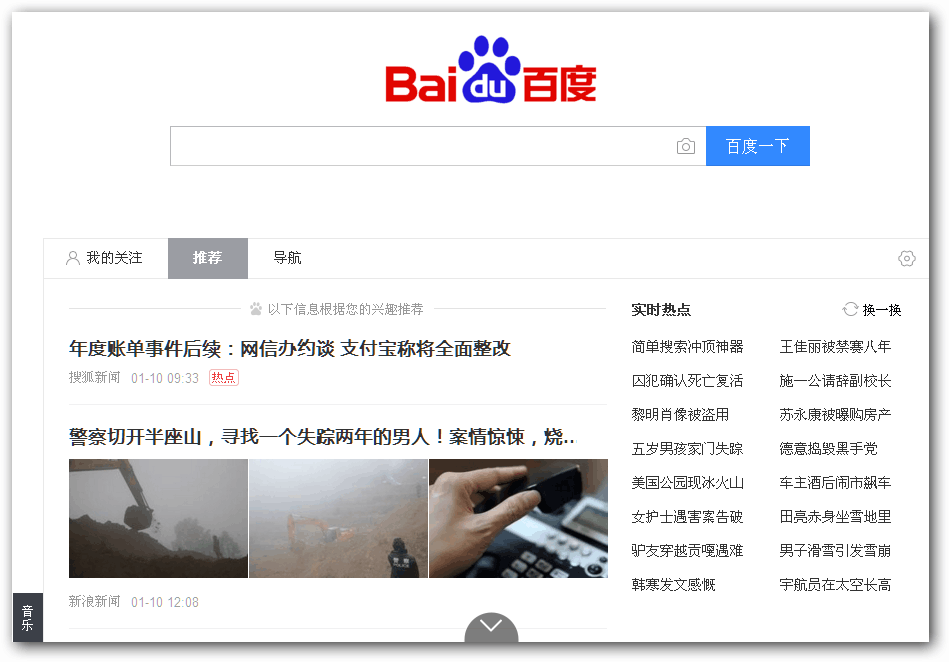 Bai du 百度
百度一下
我的关注 推荐 导航
以下信息根据您的兴趣推荐
年度账单事件后续：网信办约谈 支付宝称将全面整改
搜狐新闻 01-10 09:33 热点
警察切开半座山，寻找一个失踪两年的男人！案情惊悚，烧...
新浪新闻 01-10 12:08
实时热点 换一换
简单搜索冲顶神器 王佳丽被禁赛八年
囚犯确认死亡复活 施一公请辞副校长
黎明肖像被盗用 苏永康被曝购房产
五岁男孩家门失踪 德意捣毁黑手党
美国公园现冰火山 车主酒后闹市飙车
女护士遇害案告破 田亮赤身坐雪地里
驴友穿越贡嘎遇难 男子滑雪引发雪崩
韩寒发文感慨 宇航员在太空长高
音乐